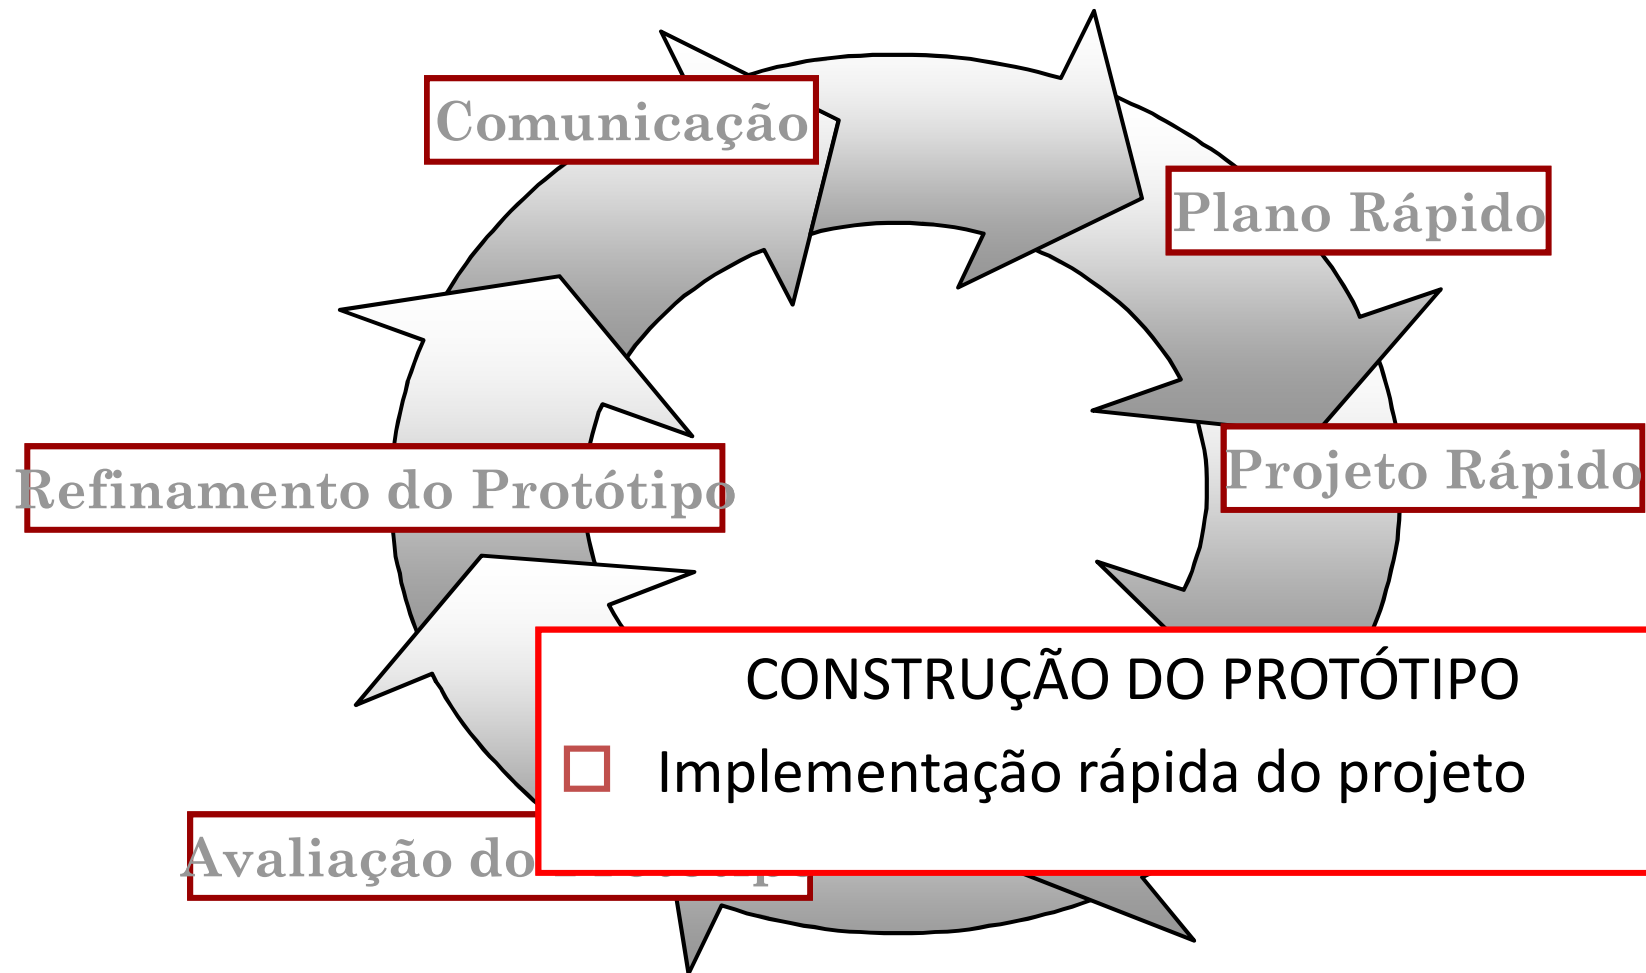 Comunicação
Plano Rápido
Projeto Rápido
Refinamento do Protótipo
CONSTRUÇÃO DO PROTÓTIPO
Implementação rápida do projeto
Avaliação do